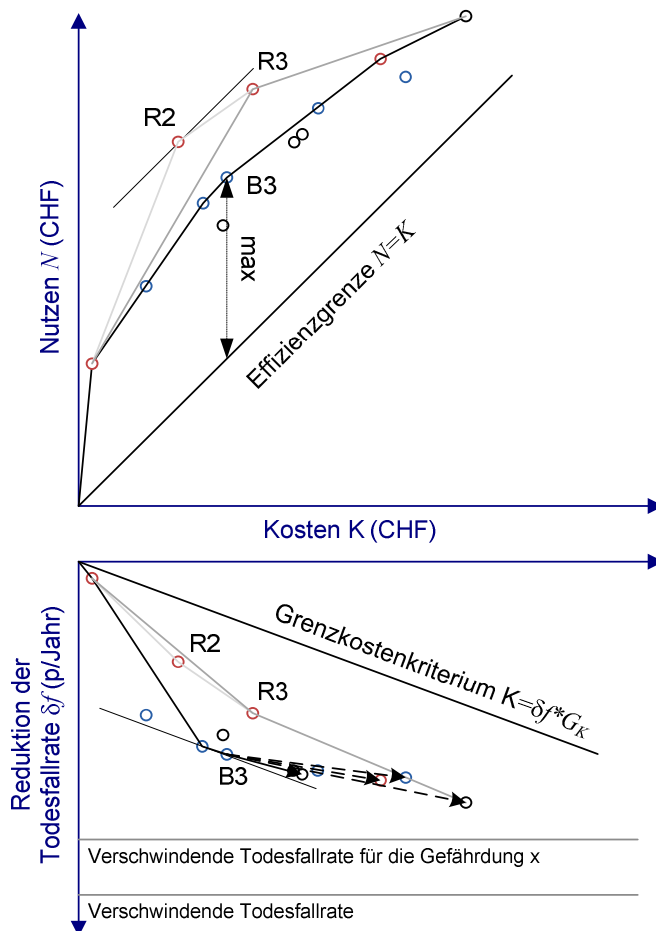 R3
R2
B3
max
Nutzen N (CHF)
Effizienzgrenze N=K
Kosten K (CHF)
Grenzkostenkriterium K=δf*G_K
R2
R3
B3
Reduktion der
Todesfallrate δf (p/Jahr)
Verschwindende Todesfallrate für die Gefährdung x
Verschwindende Todesfallrate